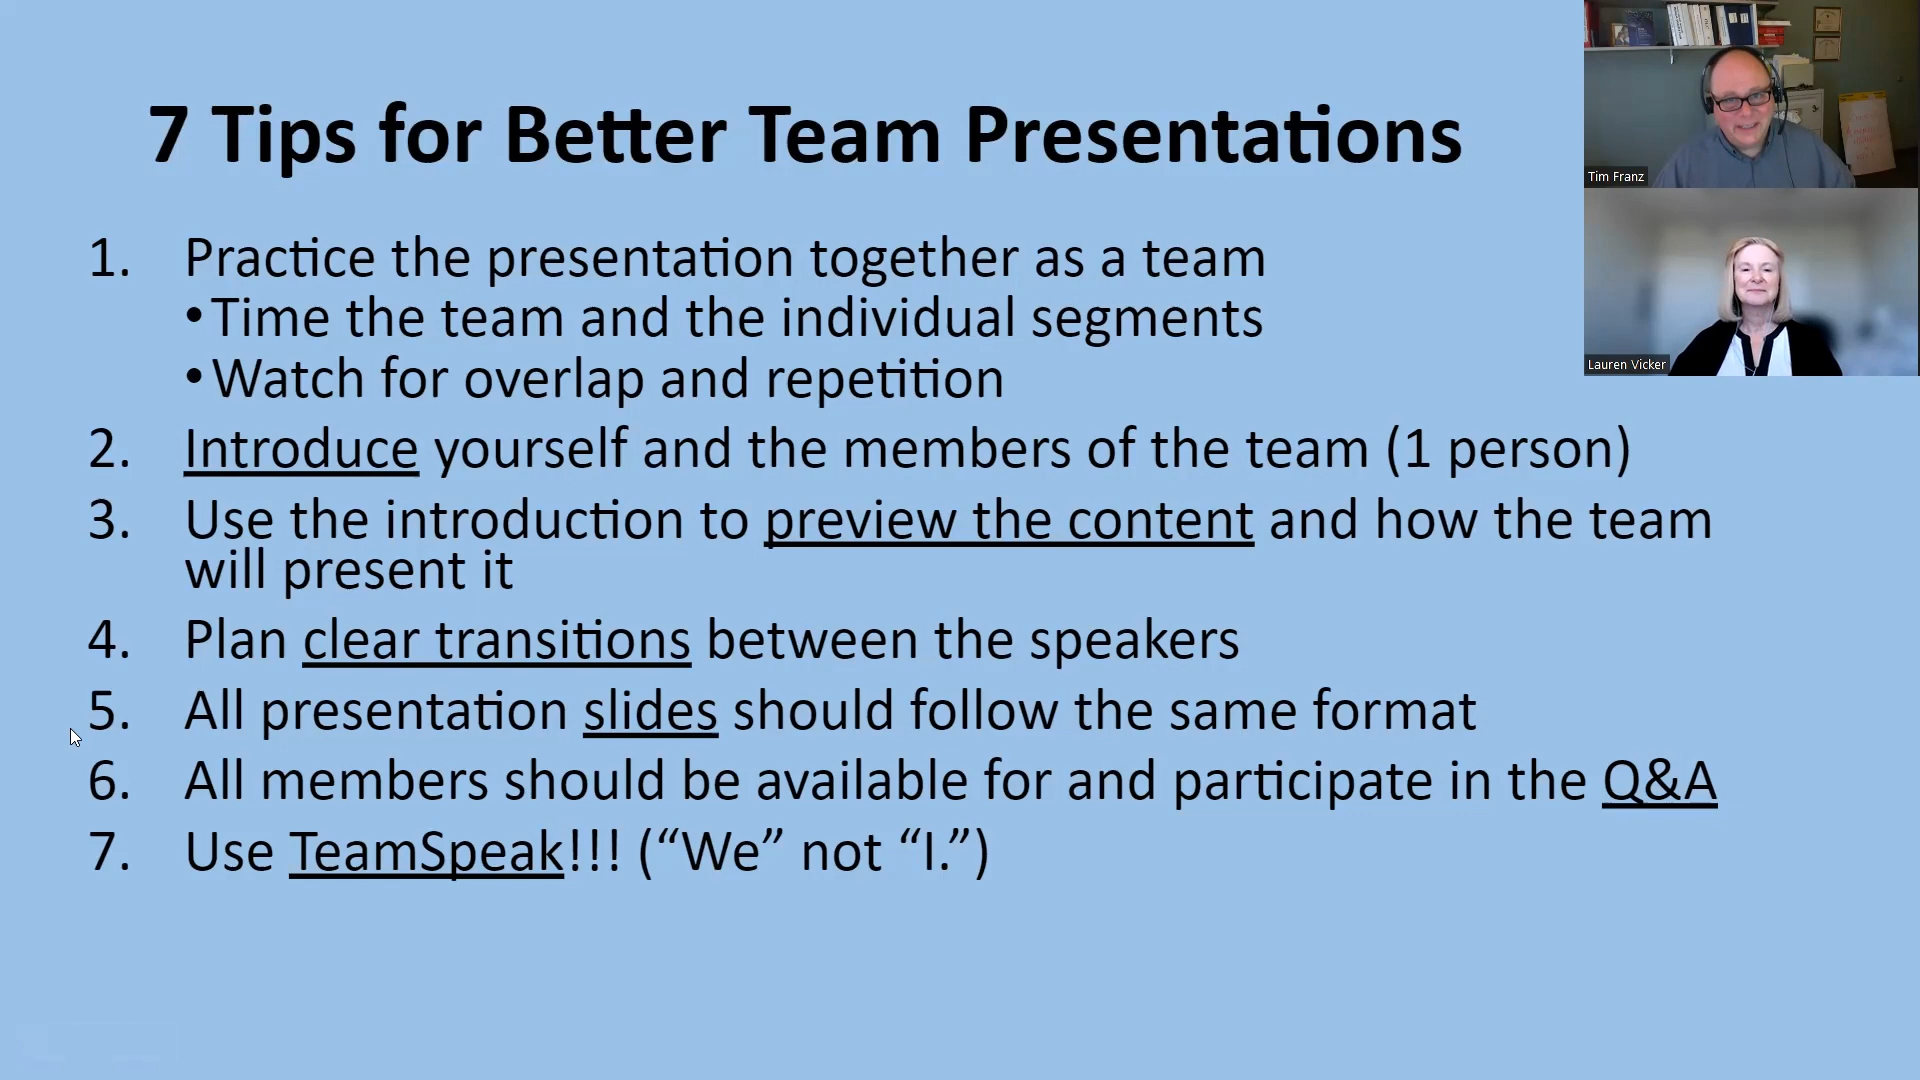 7 Tips for Better Team Presentations
1. Practice the presentation together as a team
• Time the team and the individual segments
• Watch for overlap and repetition
2. Introduce yourself and the members of the team (1 person)
3. Use the introduction to preview the content and how the team
will present it
4. Plan clear transitions between the speakers
5. All presentation slides should follow the same format
6. All members should be available for and participate in the Q&A
7. Use TeamSpeak!!! (“We” not “I.”)
Tim Franz
Lauren Vicker